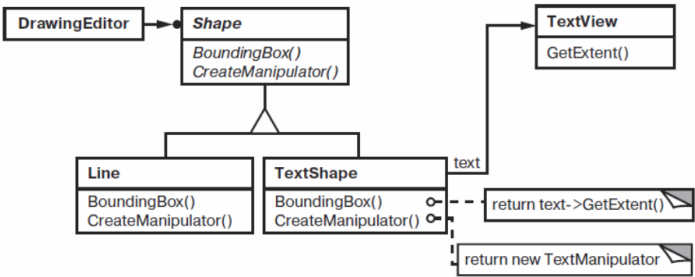 DrawingEditor
Shape
BoundingBox()
CreateManipulator()
TextView
GetExtent()
Line
BoundingBox()
CreateManipulator()
TextShape
BoundingBox()
CreateManipulator()
text
return text->GetExtent()
return new TextManipulator